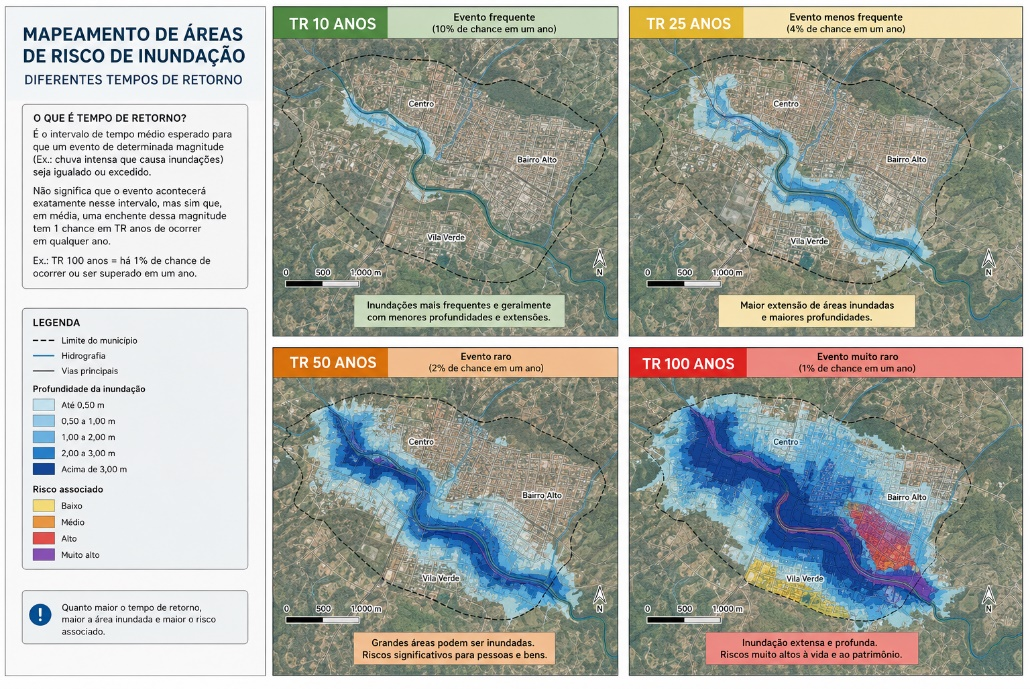 MAPEAMENTO DE ÁREAS
DE RISCO DE INUNDAÇÃO
DIFERENTES TEMPOS DE RETORNO
O QUE É TEMPO DE RETORNO?
É o intervalo de tempo médio esperado para
que um evento de determinada magnitude
(Ex.: chuva intensa que causa inundações)
seja igualado ou excedido.
Não significa que o evento acontecerá
exatamente nesse intervalo, mas sim que,
em média, uma enchente dessa magnitude
tem 1 chance em TR anos de ocorrer
em qualquer ano.
Ex.: TR 100 anos = há 1% de chance de
ocorrer ou ser superado em um ano.
LEGENDA
Limite do município
Hidrografia
Vias principais
Profundidade da inundação
Até 0,50 m
0,50 a 1,00 m
1,00 a 2,00 m
2,00 a 3,00 m
Acima de 3,00 m
Risco associado
Baixo
Médio
Alto
Muito alto
!
Quanto maior o tempo de retorno,
maior a área inundada e maior o risco
associado.
TR 10 ANOS
Evento frequente
(10% de chance em um ano)
Centro
Bairro Alto
Vila Verde
0 500 1.000 m
N
Inundações mais frequentes e geralmente
com menores profundidades e extensões.
TR 25 ANOS
Evento menos frequente
(4% de chance em um ano)
Centro
Bairro Alto
Vila Verde
0 500 1.000 m
N
Maior extensão de áreas inundadas
e maiores profundidades.
TR 50 ANOS
Evento raro
(2% de chance em um ano)
Centro
Bairro Alto
Vila Verde
0 500 1.000 m
N
Grandes áreas podem ser inundadas.
Riscos significativos para pessoas e bens.
TR 100 ANOS
Evento muito raro
(1% de chance em um ano)
Centro
Bairro Alto
Vila Verde
0 500 1.000 m
N
Inundação extensa e profunda.
Riscos muito altos à vida e ao patrimônio.